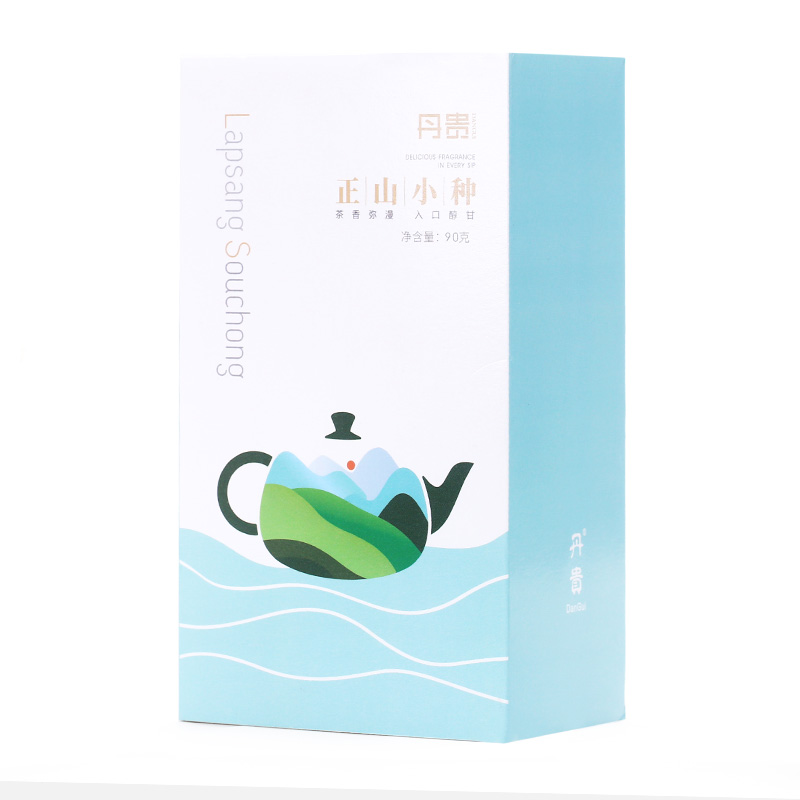 Lapsang Souchong
丹贵
DELICIOUS FRAGRANCE
IN EVERY SIP
正山小种
茶香弥漫 入口醇甘
净含量：90克
丹貴
DanGui